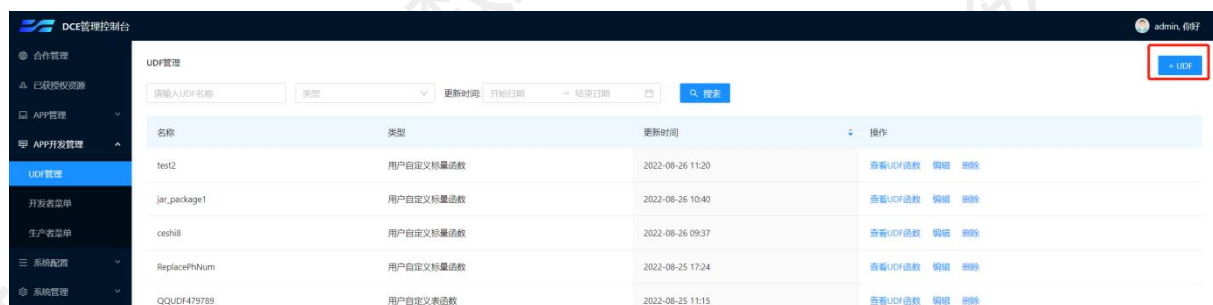 DCE管理控制台
admin, 你好
合作管理
已获授权资源
APP管理
APP开发管理
UDF管理
开发者菜单
生产者菜单
系统配置
系统管理
UDF管理
+ UDF
请输入UDF名称 类型 更新时间: 开始日期 → 结束日期 搜索
名称 类型 更新时间 操作
test2 用户自定义标量函数 2022-08-26 11:20 查看UDF函数 编辑 删除
jar_package1 用户自定义标量函数 2022-08-26 10:40 查看UDF函数 编辑 删除
ceshi8 用户自定义标量函数 2022-08-26 09:37 查看UDF函数 编辑 删除
ReplacePhNum 用户自定义标量函数 2022-08-25 17:24 查看UDF函数 编辑 删除
QQUDF479789 用户自定义表函数 2022-08-25 11:15 查看UDF函数 编辑 删除